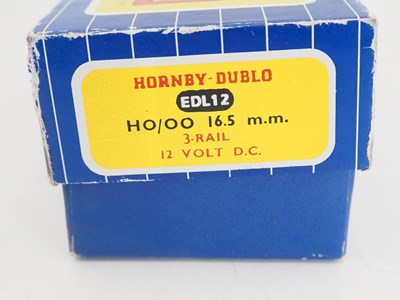 HORNBY-DUBLO
EDL12
HO/OO 16.5 m.m.
3-RAIL
12 VOLT D.C.